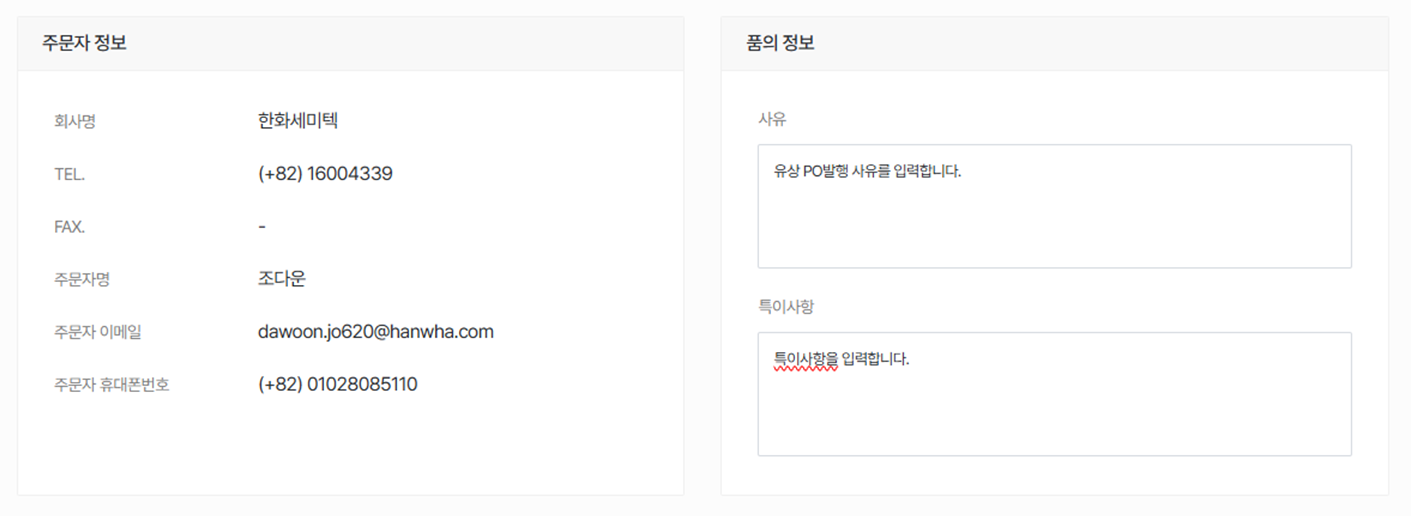 주문자 정보
회사명 한화세미텍
TEL. (+82) 16004339
FAX. -
주문자명 조다운
주문자 이메일 dawoon.jo620@hanwha.com
주문자 휴대폰번호 (+82) 01028085110
품의 정보
사유
유상 PO발행 사유를 입력합니다.
특이사항
특이사항을 입력합니다.